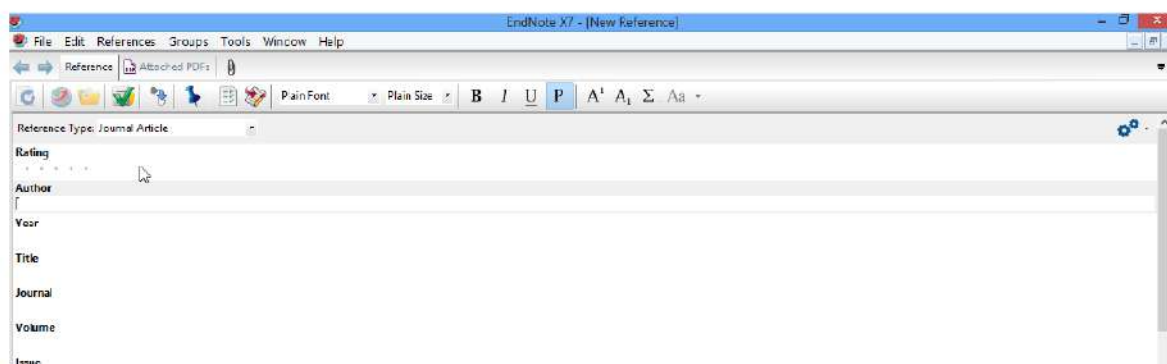 EndNote X7 - [New Reference]
File Edit References Groups Tools Window Help
Reference Attached PDFs
Plain Font Plain Size B I U P A¹ A₁ Σ Aa
Reference Type: Journal Article
Rating
Author
Year
Title
Journal
Volume
Issue